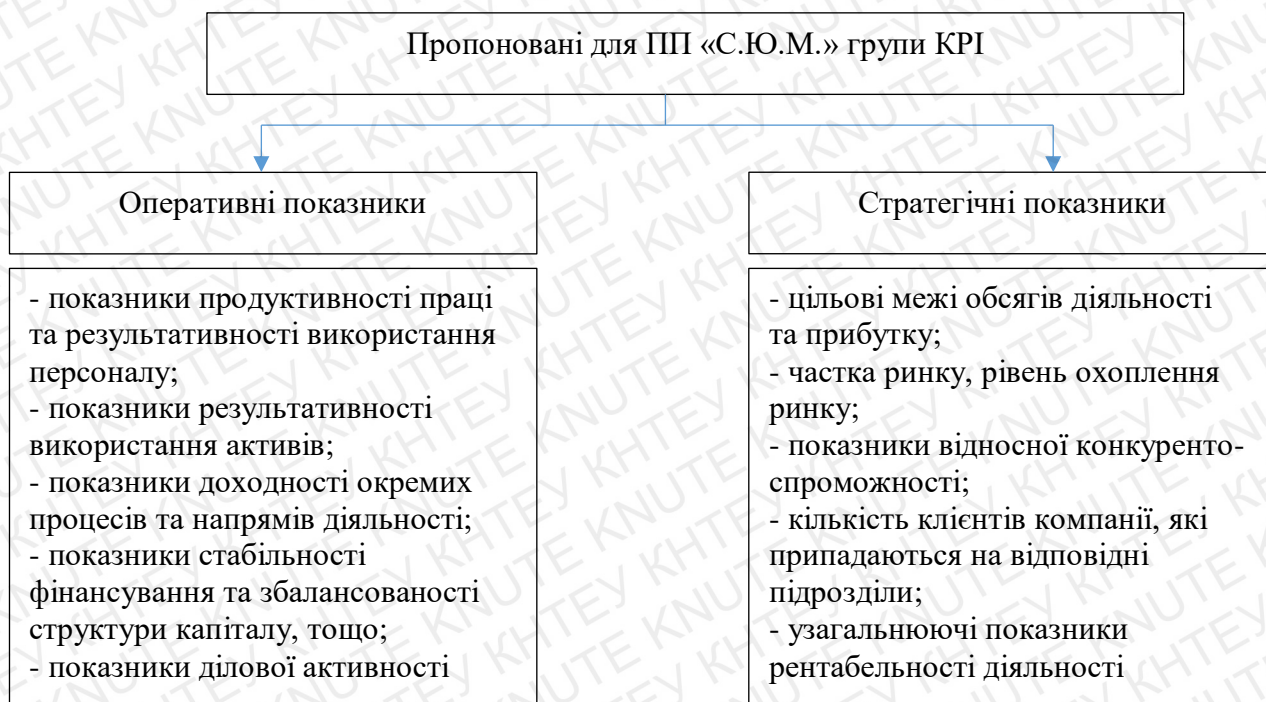 Пропоновані для ПП «С.Ю.М.» групи КРІ
Оперативні показники
- показники продуктивності праці
та результативності використання
персоналу;
- показники результативності
використання активів;
- показники доходності окремих
процесів та напрямів діяльності;
- показники стабільності
фінансування та збалансованості
структури капіталу, тощо;
- показники ділової активності
Стратегічні показники
- цільові межі обсягів діяльності
та прибутку;
- частка ринку, рівень охоплення
ринку;
- показники відносної конкуренто-
спроможності;
- кількість клієнтів компанії, які
припадаються на відповідні
підрозділи;
- узагальнюючі показники
рентабельності діяльності